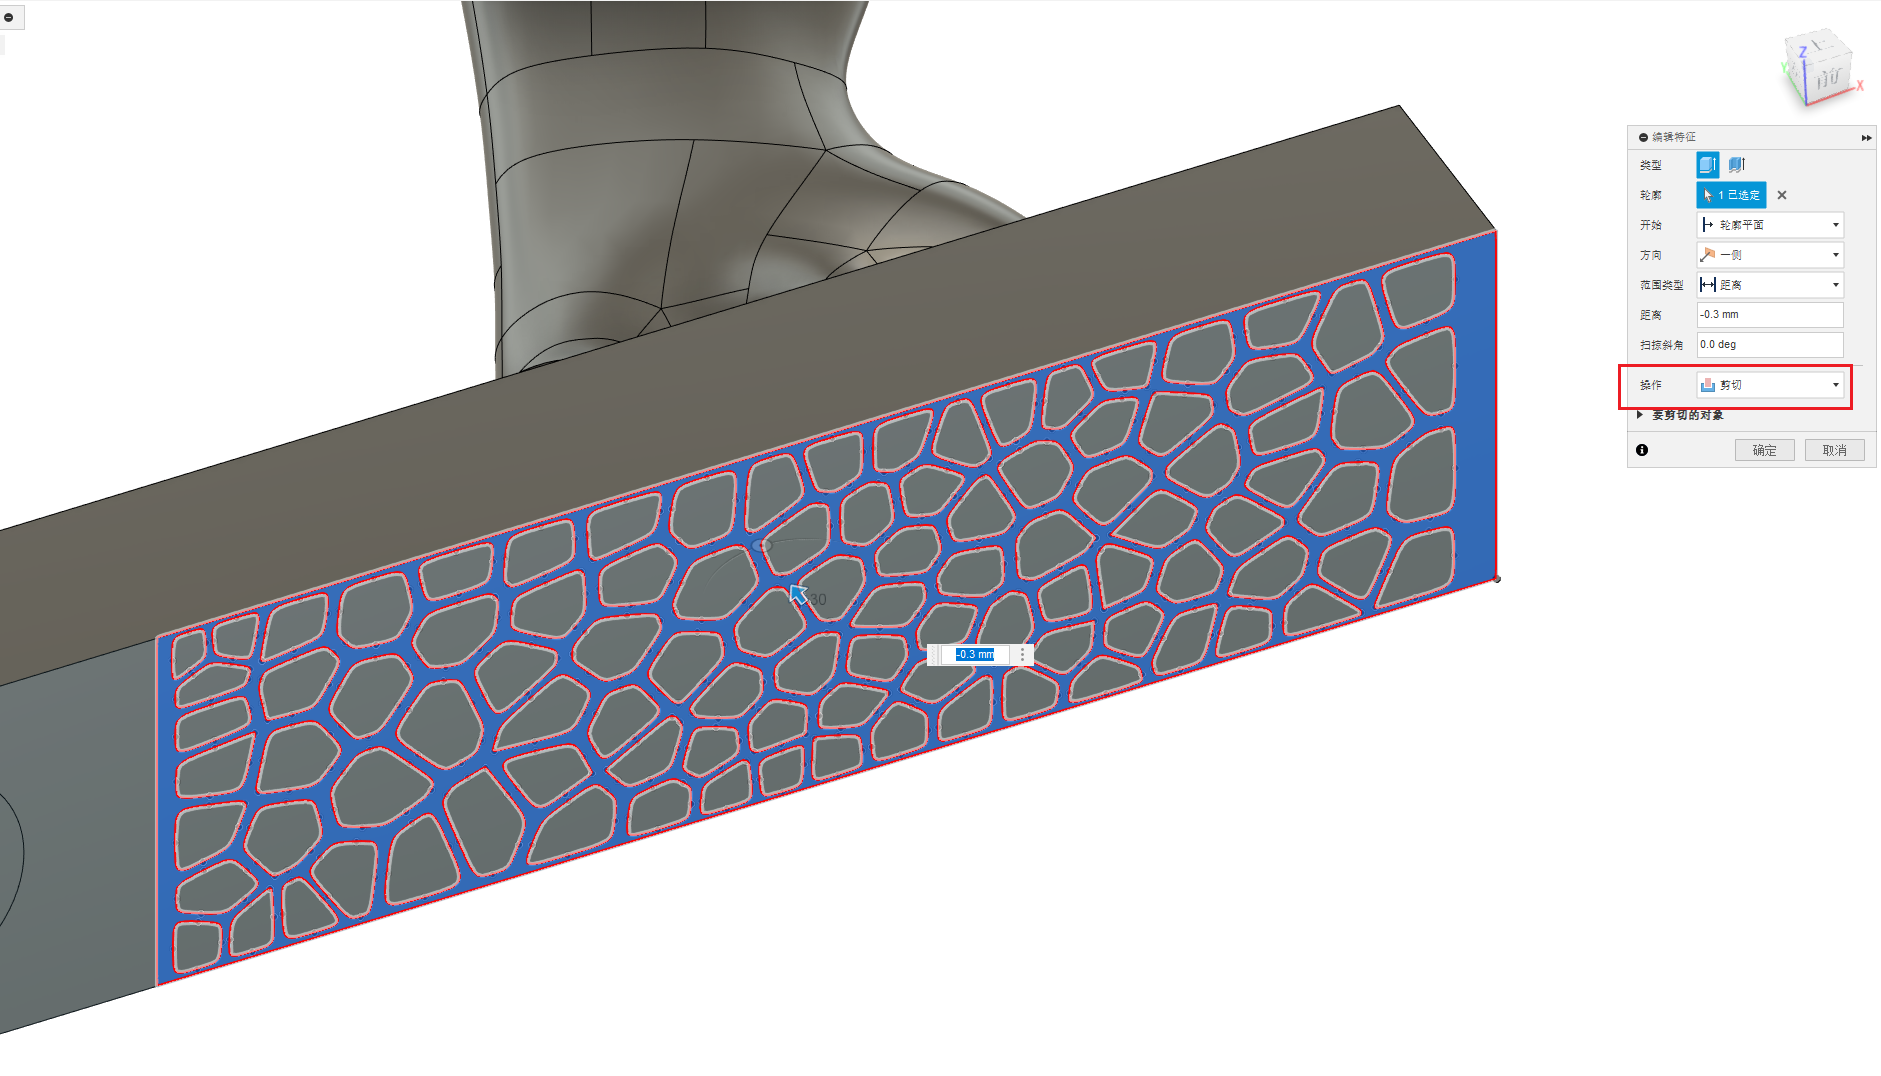 Z
Y
X
前
编辑特征
类型
轮廓 1 已选定
开始 轮廓平面
方向 一侧
范围类型 距离
距离 -0.3 mm
扫掠斜角 0.0 deg
操作 剪切
要剪切的对象
确定 取消
30
-0.3 mm